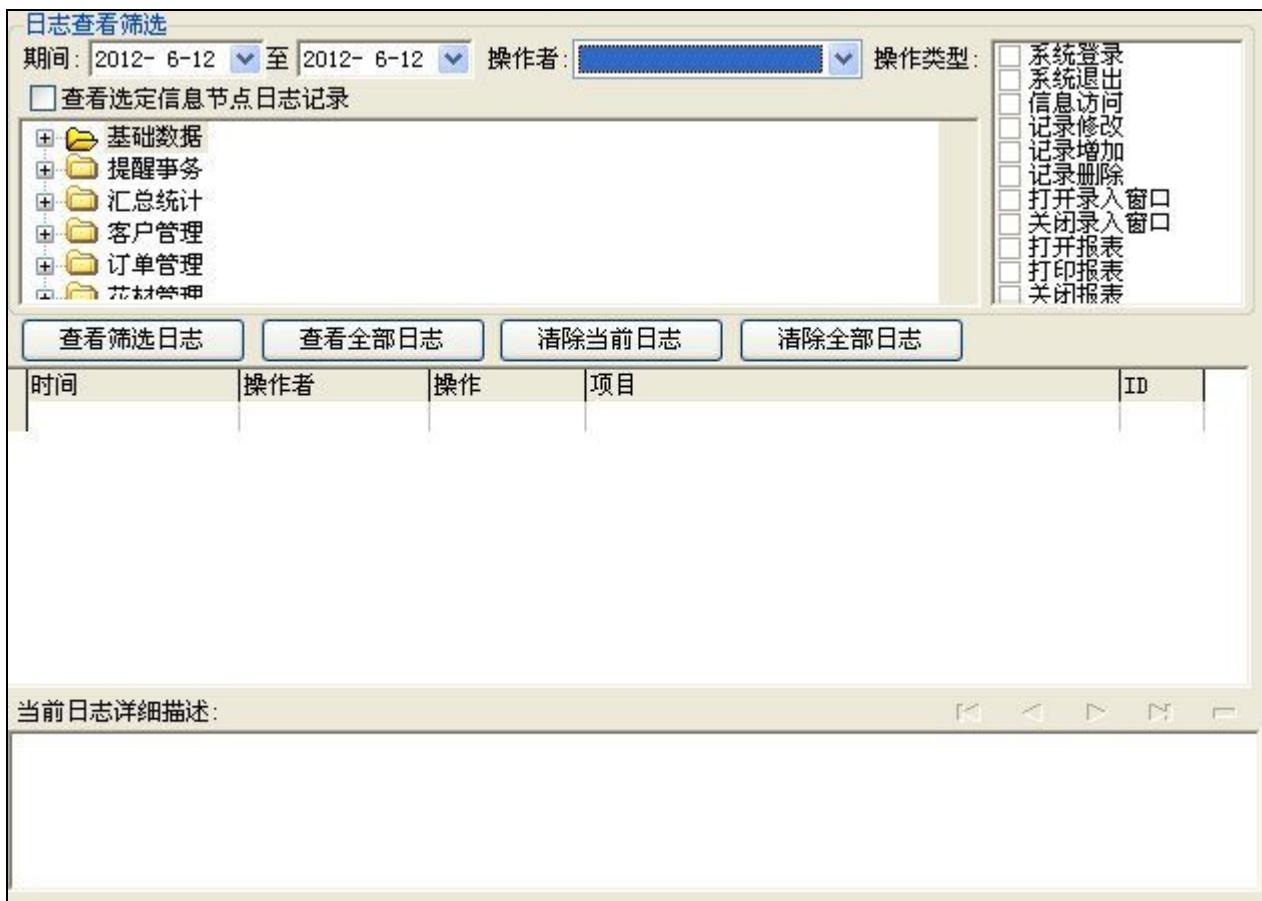 日志查看筛选
期间: 2012- 6-12 至 2012- 6-12 操作者: 操作类型:
系统登录
系统退出
信息访问
记录修改
记录增加
记录删除
打开录入窗口
关闭录入窗口
打开报表
打印报表
关闭报表
查看选定信息节点日志记录
基础数据
提醒事务
汇总统计
客户管理
订单管理
花材管理
查看筛选日志 查看全部日志 清除当前日志 清除全部日志
时间 操作者 操作 项目 ID
当前日志详细描述: